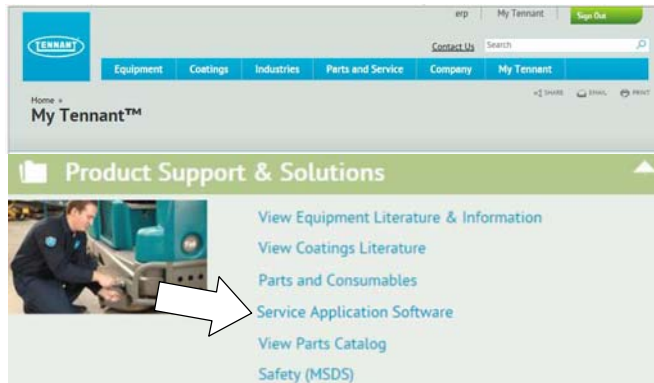 erp My Tennant Sign Out
TENNANT
Contact Us Search
Equipment Coatings Industries Parts and Service Company My Tennant
SHARE EMAIL PRINT
Home »
My Tennant™
Product Support & Solutions
View Equipment Literature & Information
View Coatings Literature
Parts and Consumables
Service Application Software
View Parts Catalog
Safety (MSDS)